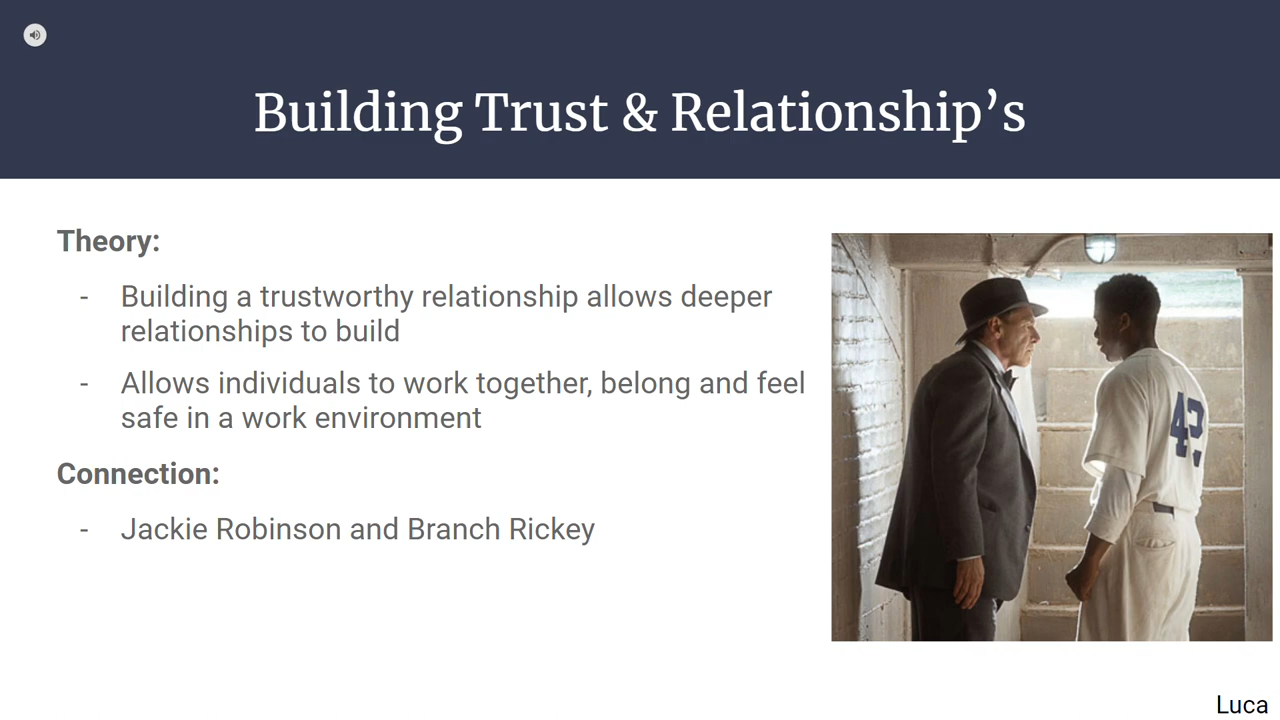 Building Trust & Relationship’s
Theory:
- Building a trustworthy relationship allows deeper
relationships to build
- Allows individuals to work together, belong and feel
safe in a work environment
Connection:
- Jackie Robinson and Branch Rickey
42
Luca